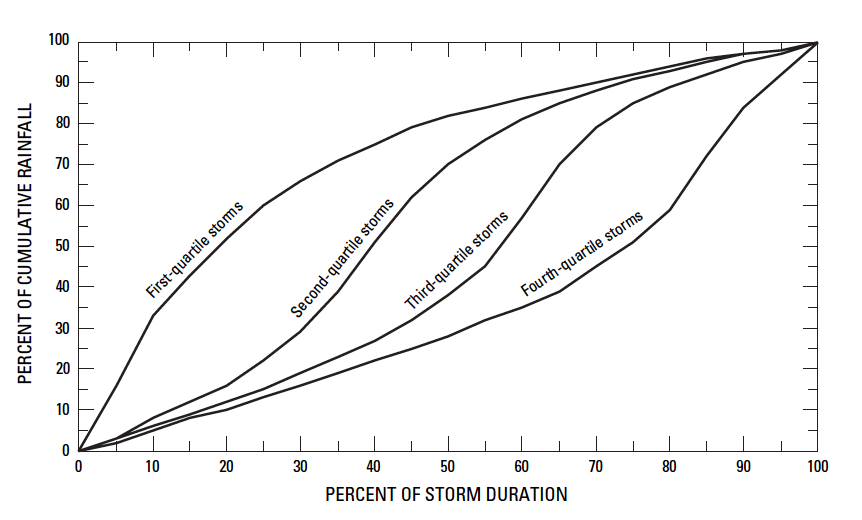 100
90
80
70
60
50
40
30
20
10
0
PERCENT OF CUMULATIVE RAINFALL
First-quartile storms
Second-quartile storms
Third-quartile storms
Fourth-quartile storms
0 10 20 30 40 50 60 70 80 90 100
PERCENT OF STORM DURATION